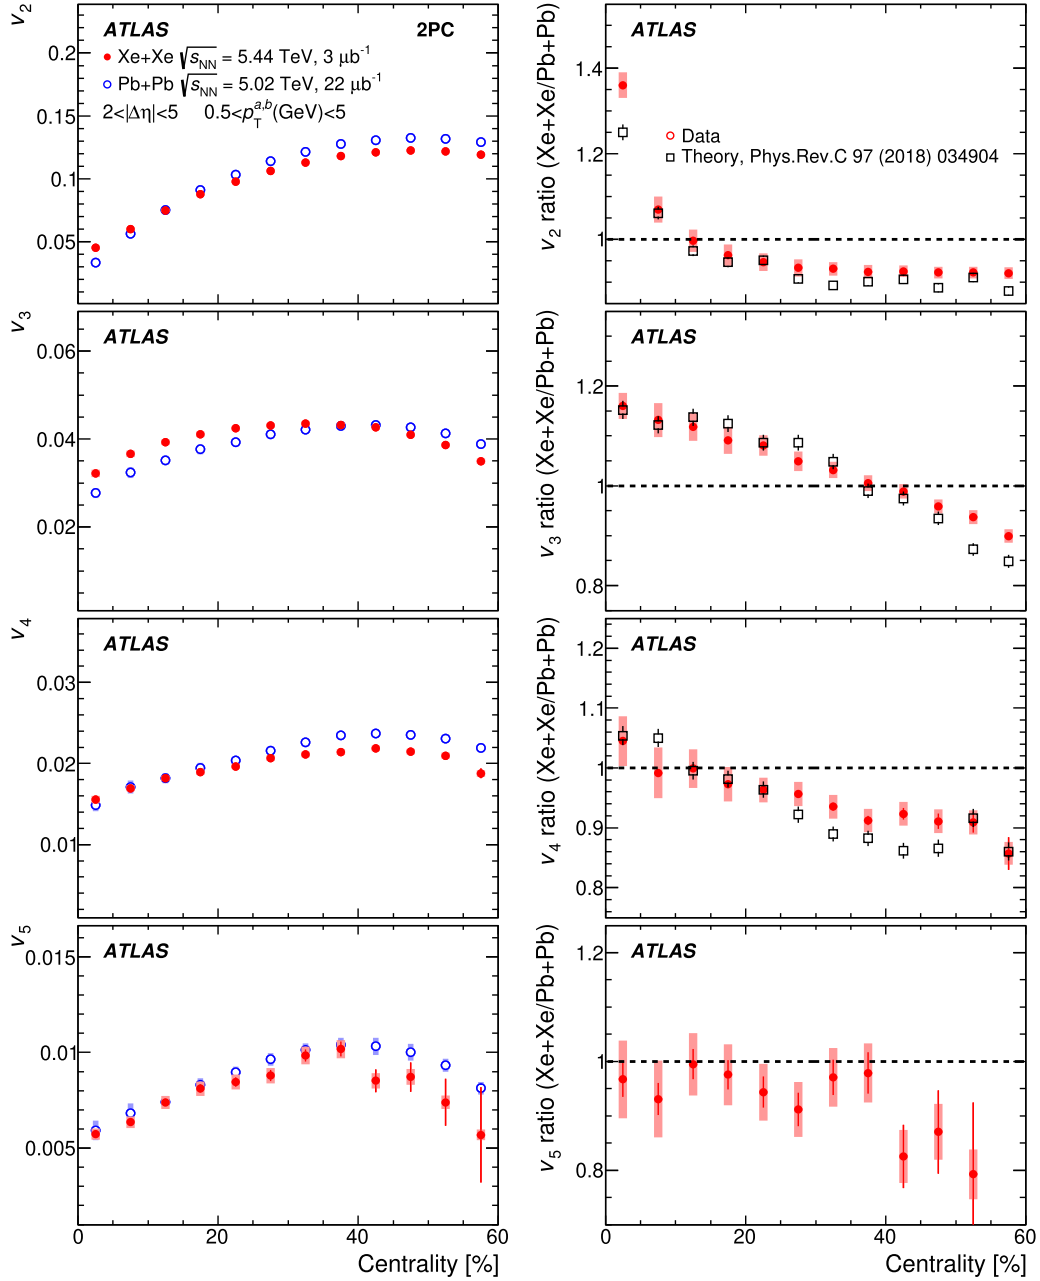 v2
0.2
0.15
0.1
0.05
ATLAS
2PC
Xe+Xe √sNN = 5.44 TeV, 3 μb-1
Pb+Pb √sNN = 5.02 TeV, 22 μb-1
2<|Δη|<5 0.5<pTa,b(GeV)<5
v2 ratio (Xe+Xe/Pb+Pb)
1.4
1.2
1
ATLAS
Data
Theory, Phys.Rev.C 97 (2018) 034904
v3
0.06
0.04
0.02
ATLAS
v3 ratio (Xe+Xe/Pb+Pb)
1.2
1
0.8
ATLAS
v4
0.03
0.02
0.01
ATLAS
v4 ratio (Xe+Xe/Pb+Pb)
1.2
1.1
1
0.9
0.8
ATLAS
v5
0.015
0.01
0.005
ATLAS
0 20 40 60
Centrality [%]
v5 ratio (Xe+Xe/Pb+Pb)
1.2
1
0.8
ATLAS
0 20 40 60
Centrality [%]